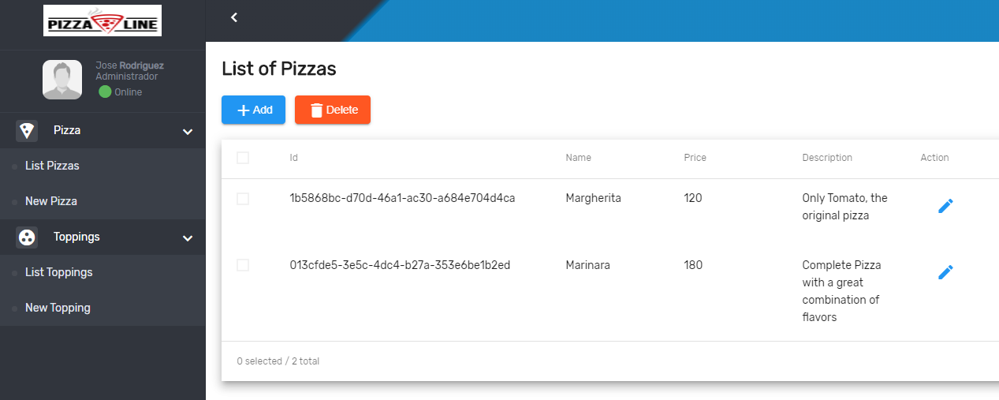 PIZZA LINE
Jose Rodriguez
Administrador
Online
Pizza
List Pizzas
New Pizza
Toppings
List Toppings
New Topping
List of Pizzas
Add Delete
Id Name Price Description Action
1b5868bc-d70d-46a1-ac30-a684e704d4ca Margherita 120 Only Tomato, the
original pizza
013cfde5-3e5c-4dc4-b27a-353e6be1b2ed Marinara 180 Complete Pizza
with a great
combination of
flavors
0 selected / 2 total